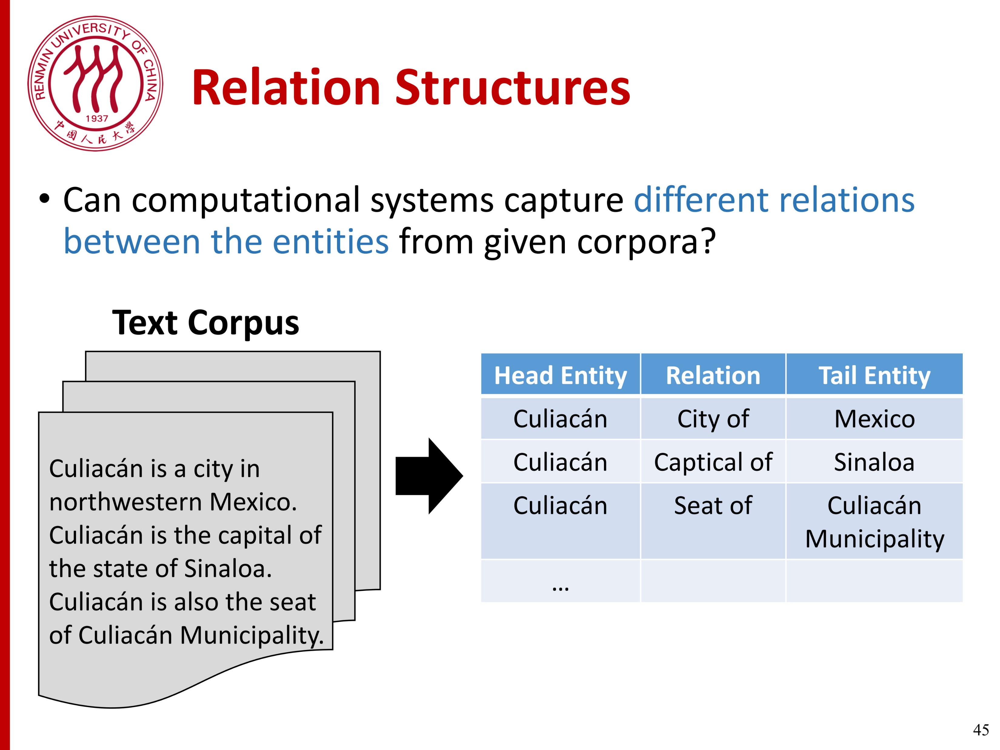 RENMIN UNIVERSITY OF CHINA
1937
中國人民大學
Relation Structures
• Can computational systems capture different relations
between the entities from given corpora?
Text Corpus
Culiacán is a city in
northwestern Mexico.
Culiacán is the capital of
the state of Sinaloa.
Culiacán is also the seat
of Culiacán Municipality.
Head Entity Relation Tail Entity
Culiacán City of Mexico
Culiacán Captical of Sinaloa
Culiacán Seat of Culiacán
Municipality
...
45